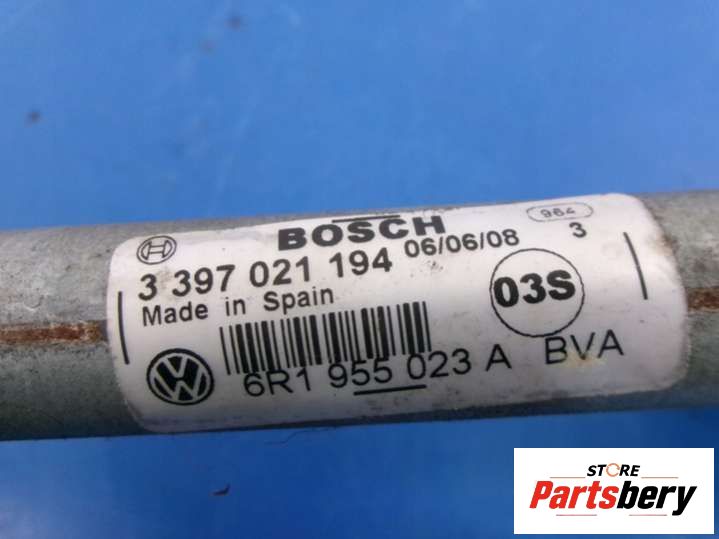 BOSCH
964
3 397 021 194 06/06/08 3
Made in Spain
03S
6R1 955 023 A BVA
STORE
Partsbery